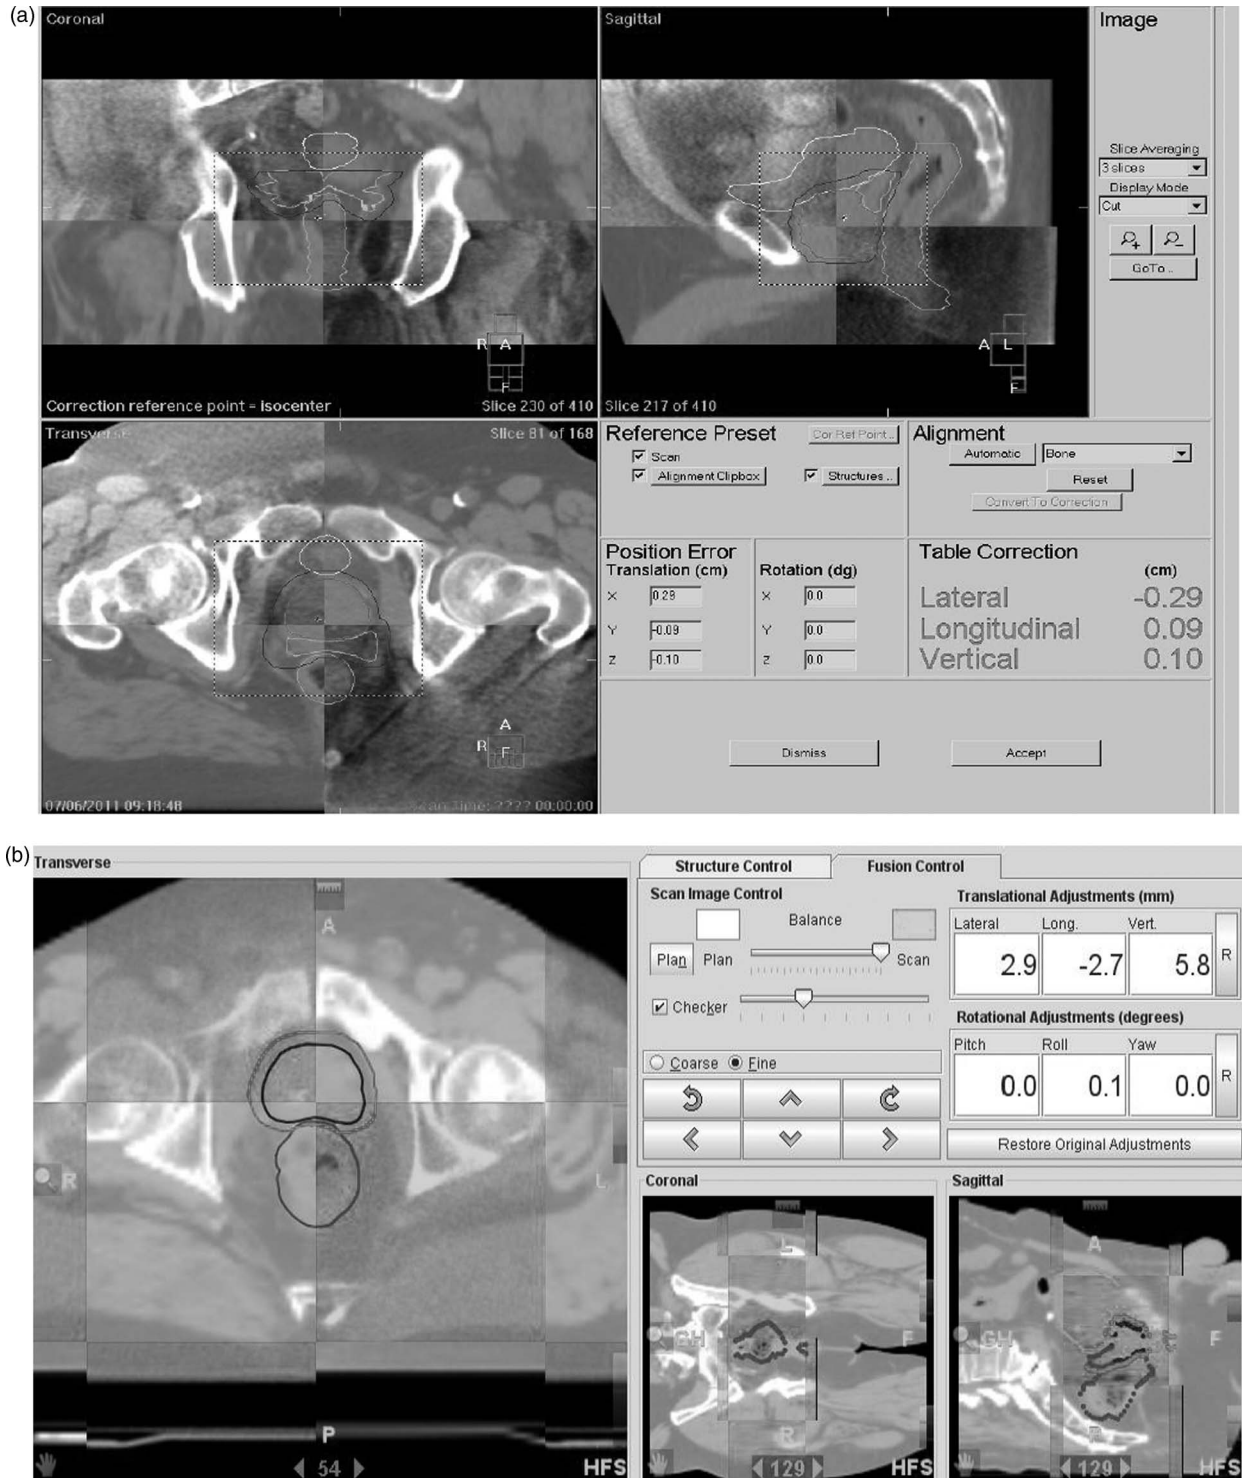 (a)
Coronal
Sagittal
Image
Slice Averaging
3 slices
Display Mode
Cut
GoTo ..
R A
F
A L
F
Correction reference point = isocenter
Slice 230 of 410
Slice 217 of 410
Transverse
Slice 81 of 168
Reference Preset
Cor Ref Point ..
Scan
Alignment Clipbox
Structures ..
Alignment
Automatic
Bone
Reset
Convert To Correction
Position Error
Translation (cm)
X 0.29
Y -0.09
Z -0.10
Rotation (dg)
X 0.0
Y 0.0
Z 0.0
Table Correction
(cm)
Lateral -0.29
Longitudinal 0.09
Vertical 0.10
A
R F
Dismiss
Accept
07/06/2011 09:18:48
Time: ???? 00:00:00
(b)
Transverse
A
R
L
P
54
HFS
Structure Control
Fusion Control
Scan Image Control
Balance
Plan
Plan
Scan
Checker
Coarse
Fine
Translational Adjustments (mm)
Lateral Long. Vert.
2.9 -2.7 5.8
R
Rotational Adjustments (degrees)
Pitch Roll Yaw
0.0 0.1 0.0
R
Restore Original Adjustments
Coronal
L
GH
F
R
129
HFS
Sagittal
A
GH
F
P
129
HFS